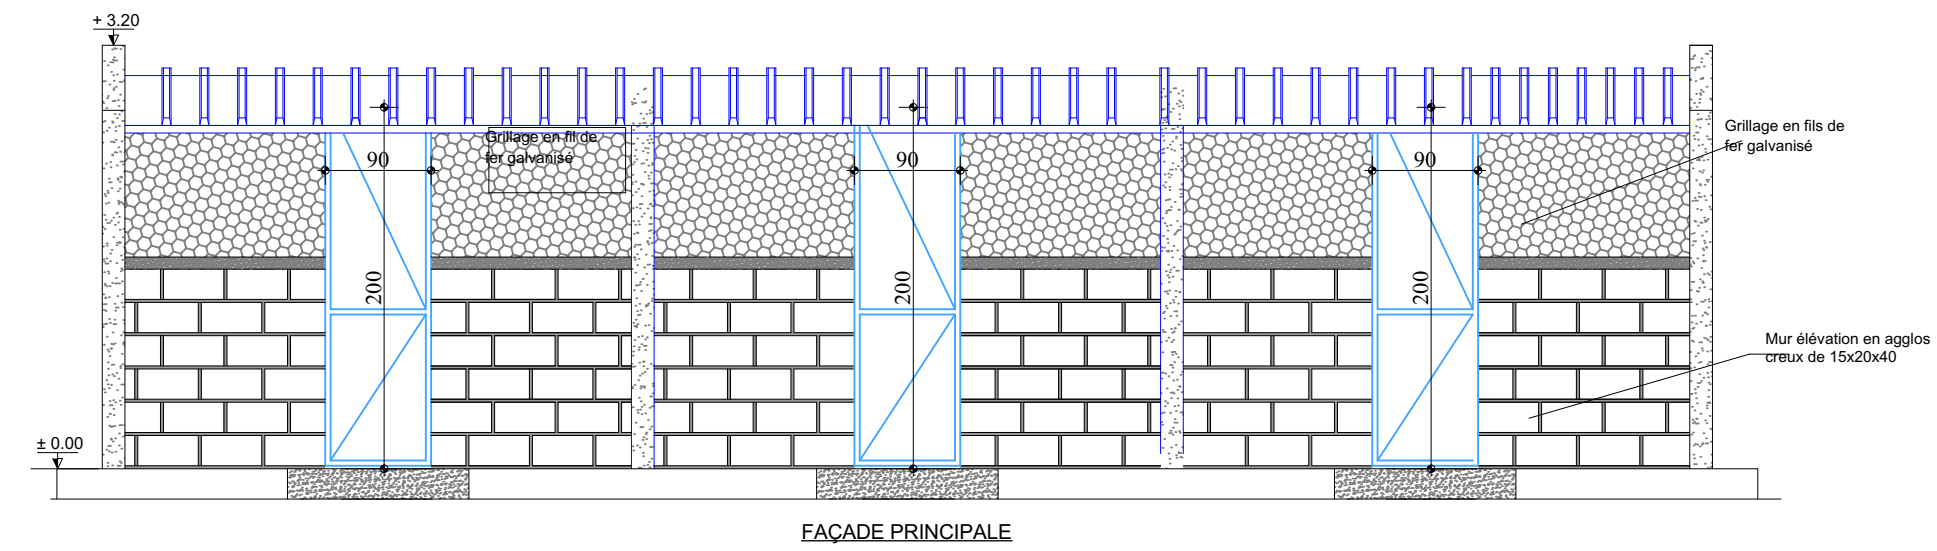 + 3.20
Grillage en fil de
fer galvanisé
90
90
90
Grillage en fils de
fer galvanisé
200
200
200
Mur élévation en agglos
creux de 15x20x40
± 0.00
FAÇADE PRINCIPALE